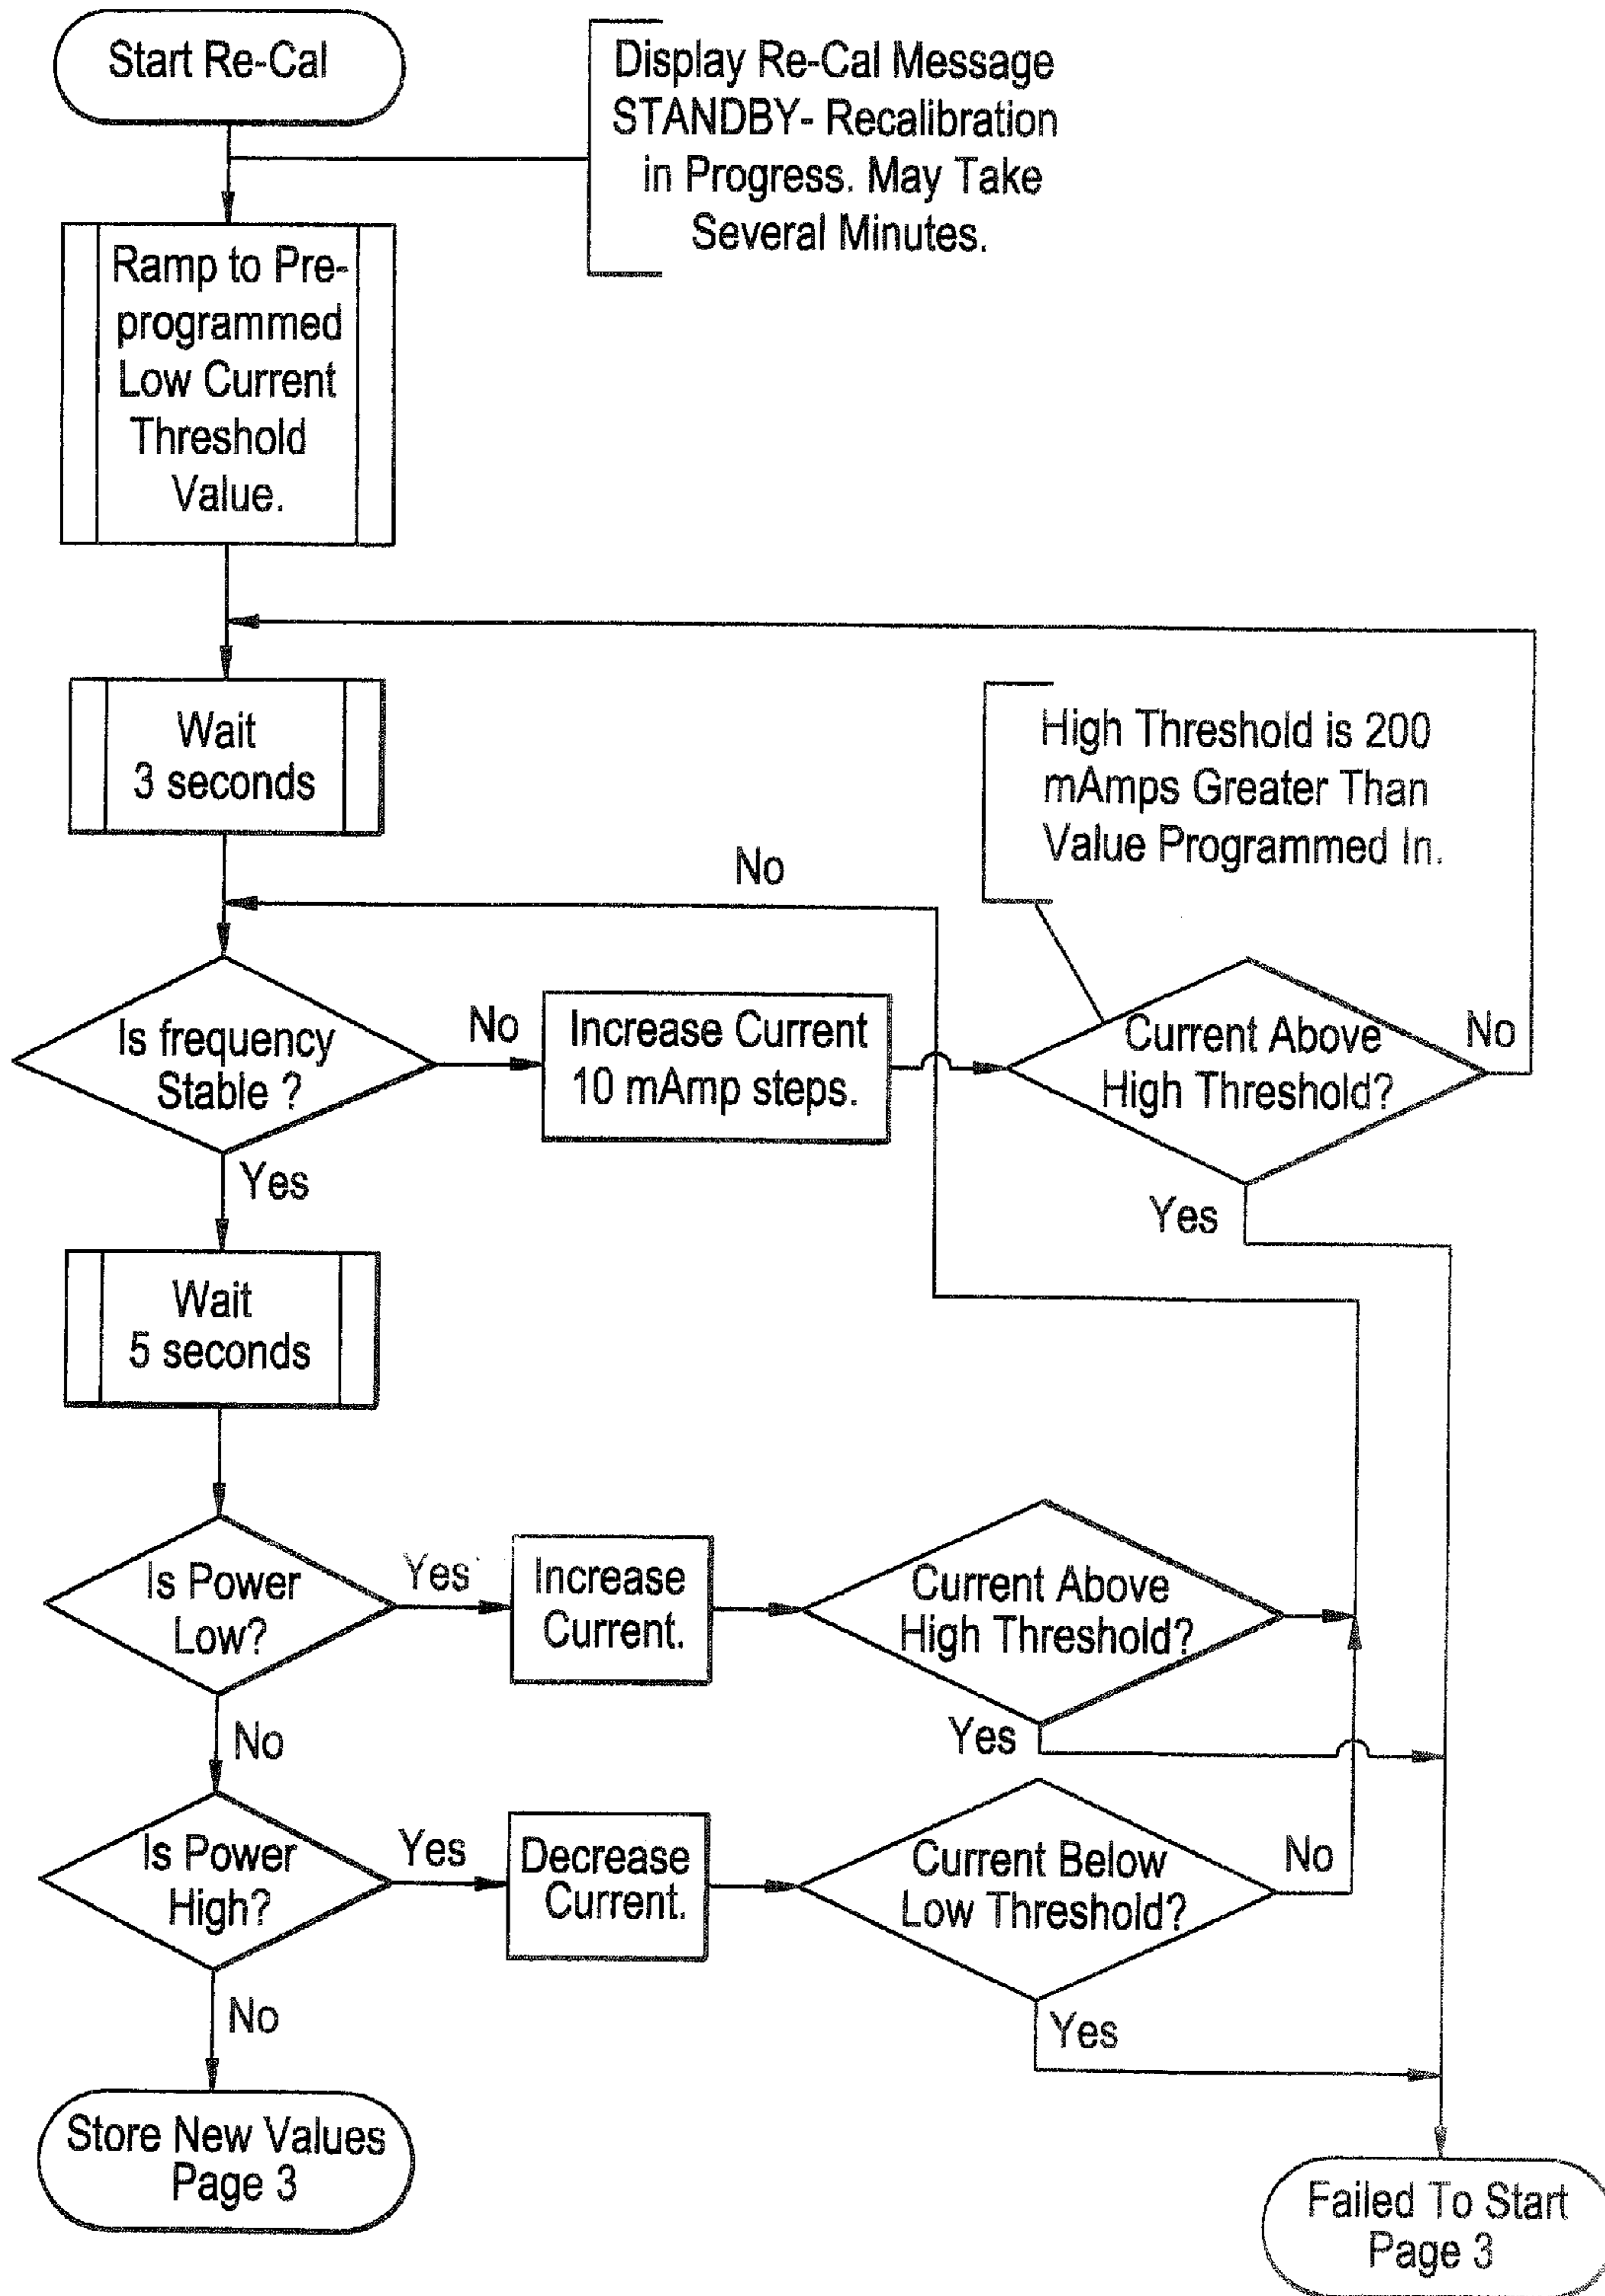 Start Re-Cal
Display Re-Cal Message
STANDBY- Recalibration
in Progress. May Take
Several Minutes.
Ramp to Pre-
programmed
Low Current
Threshold
Value.
Wait
3 seconds
High Threshold is 200
mAmps Greater Than
Value Programmed In.
No
Is frequency
Stable ?
No
Increase Current
10 mAmp steps.
Current Above
High Threshold?
No
Yes
Yes
Wait
5 seconds
Is Power
Low?
Yes
Increase
Current.
Current Above
High Threshold?
Yes
No
Is Power
High?
Yes
Decrease
Current.
Current Below
Low Threshold?
No
Yes
No
Store New Values
Page 3
Failed To Start
Page 3